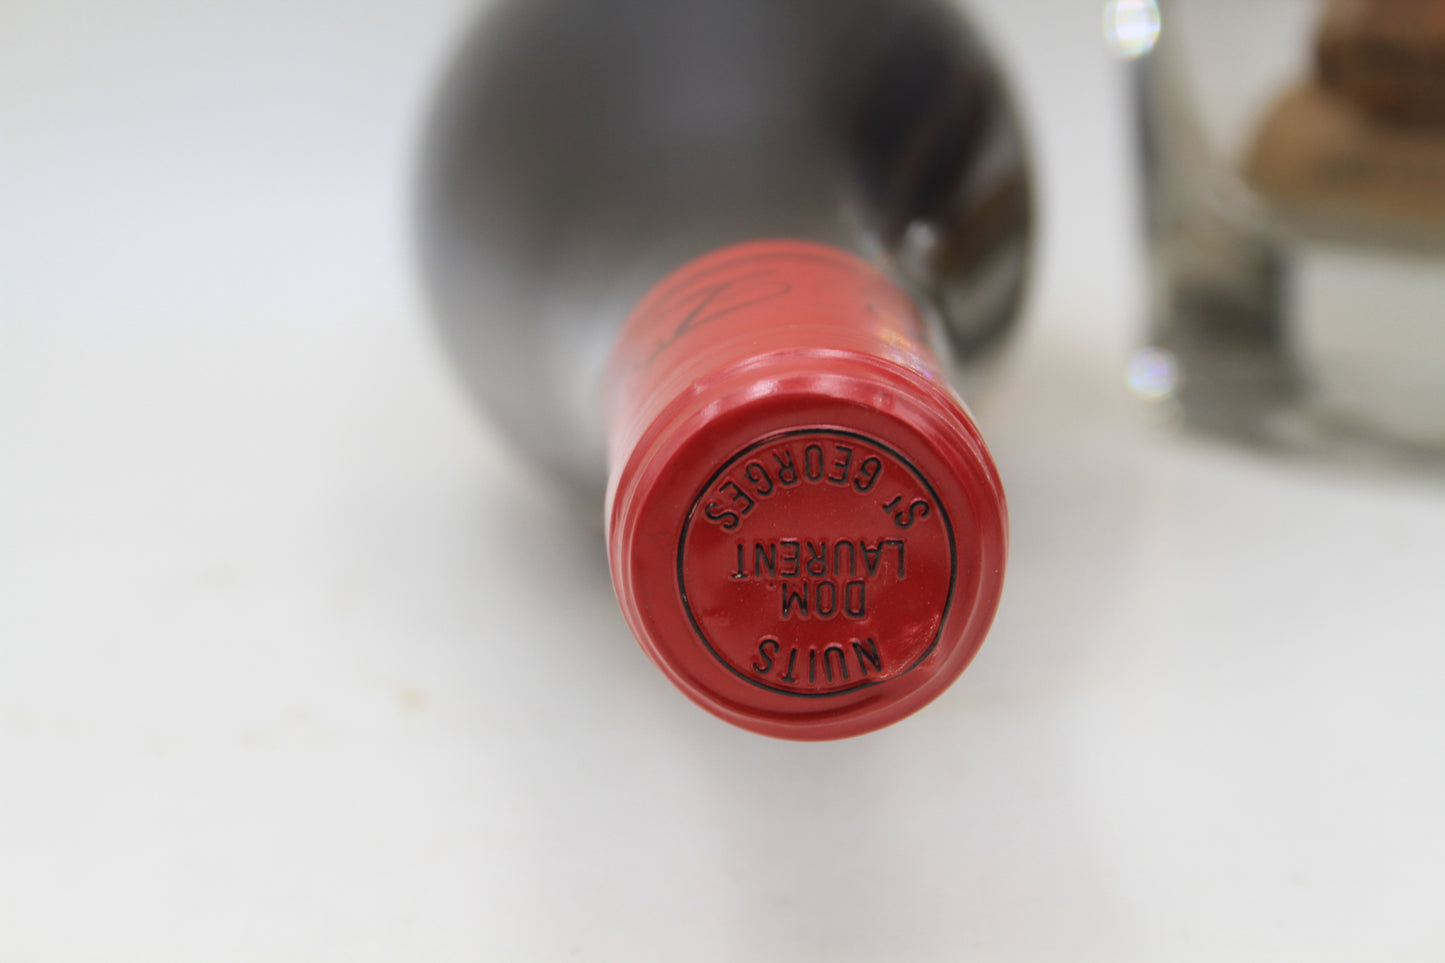 NUITS
DOM.
LAURENT
ST GEORGES